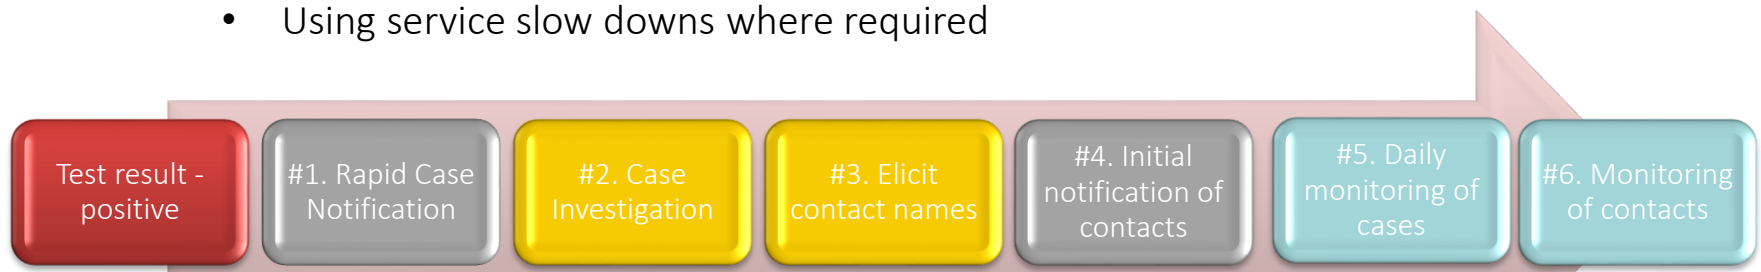 • Using service slow downs where required
Test result -
positive
#1. Rapid Case
Notification
#2. Case
Investigation
#3. Elicit
contact names
#4. Initial
notification of
contacts
#5. Daily
monitoring of
cases
#6. Monitoring
of contacts